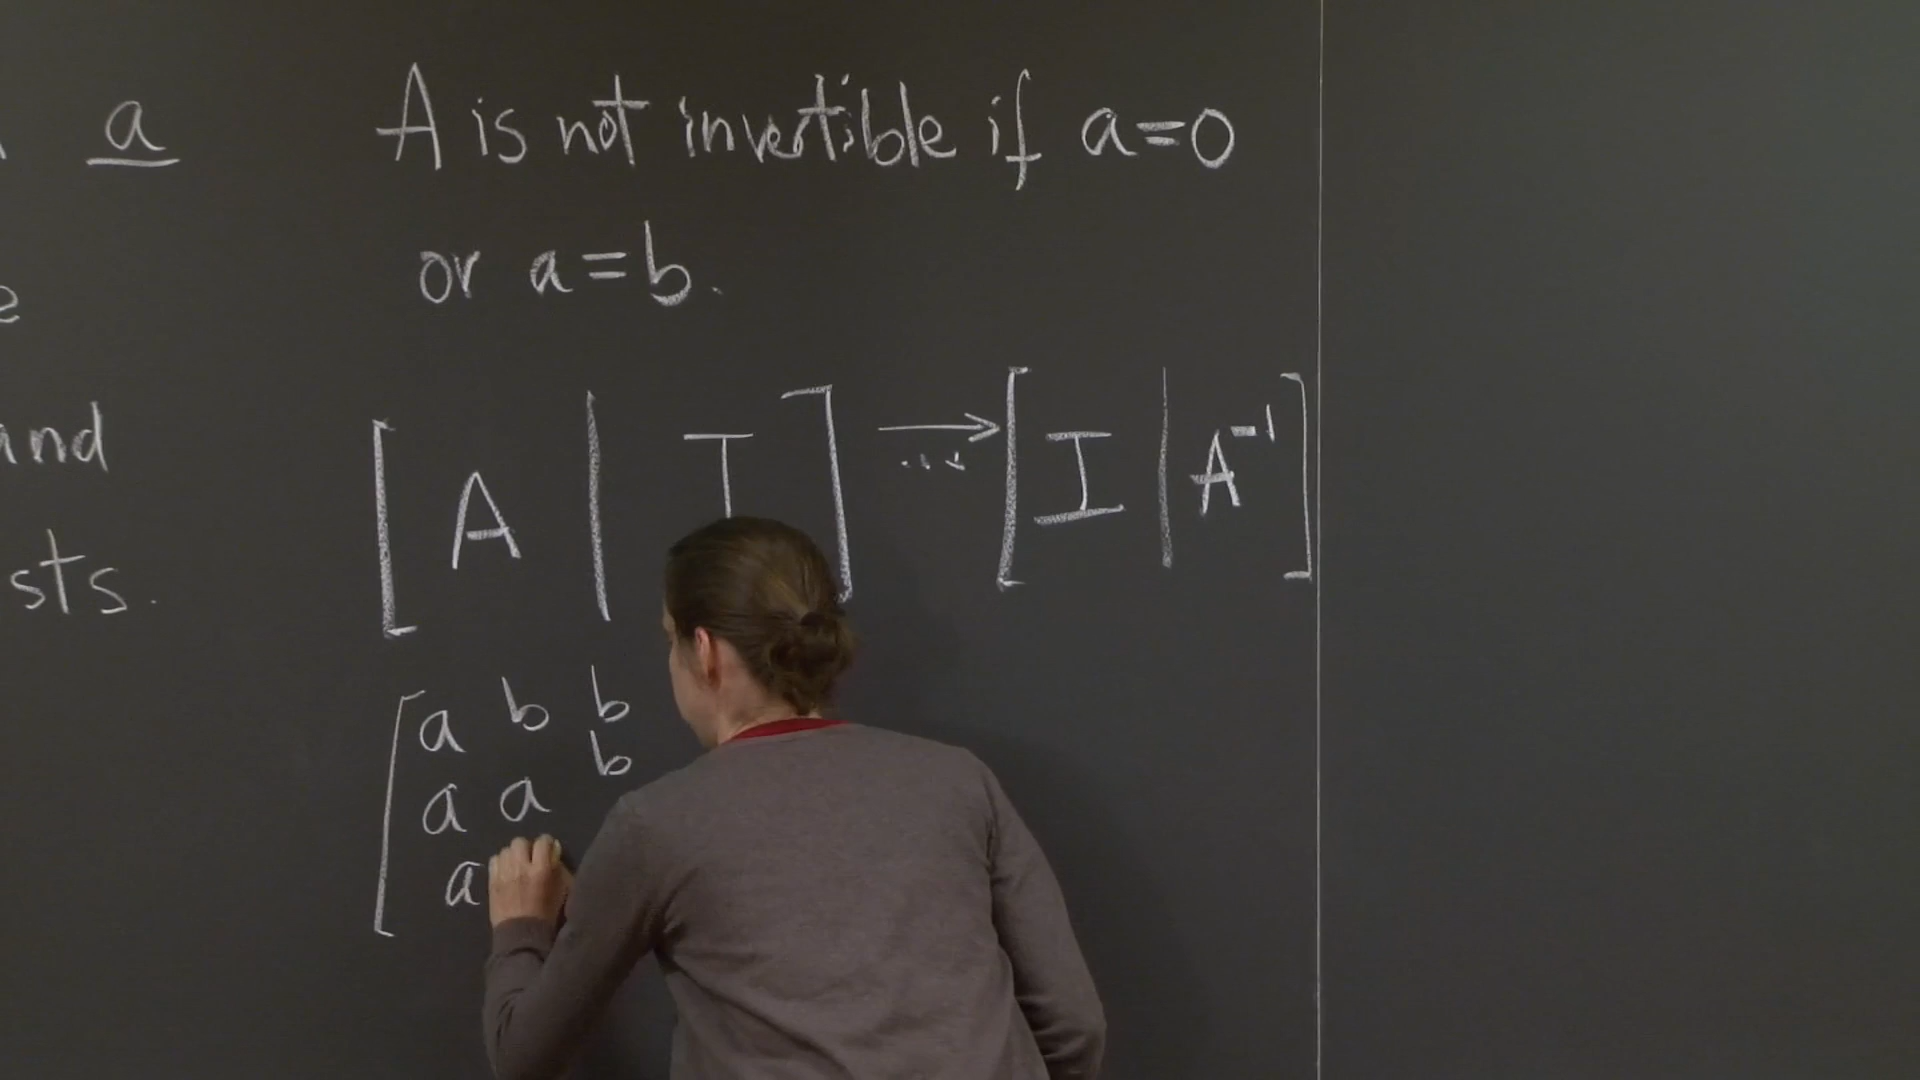 a
and
sts.
A is not invertible if a=0
or a=b.
[ A | I ] → [ I | A⁻¹ ]
...
[ a b b
a a b
a